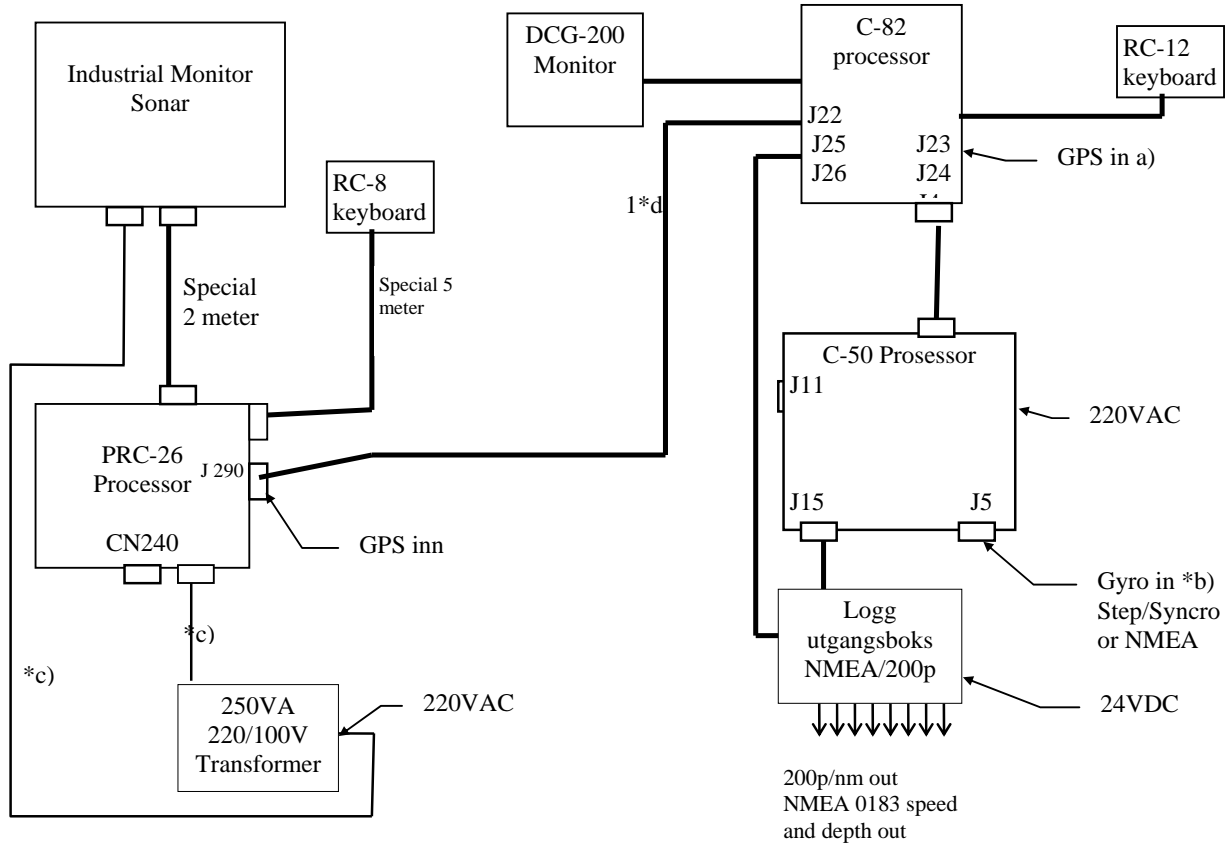 Industrial Monitor
Sonar
DCG-200
Monitor
C-82
processor
RC-12
keyboard
J22
J25
J26
J23
J24
GPS in a)
RC-8
keyboard
1*d
Special
2 meter
Special 5
meter
C-50 Prosessor
J11
220VAC
J15
J5
PRC-26
Processor
J 290
CN240
GPS inn
Gyro in *b)
Step/Syncro
or NMEA
Logg
utgangsboks
NMEA/200p
24VDC
*c)
*c)
250VA
220/100V
Transformer
220VAC
200p/nm out
NMEA 0183 speed
and depth out